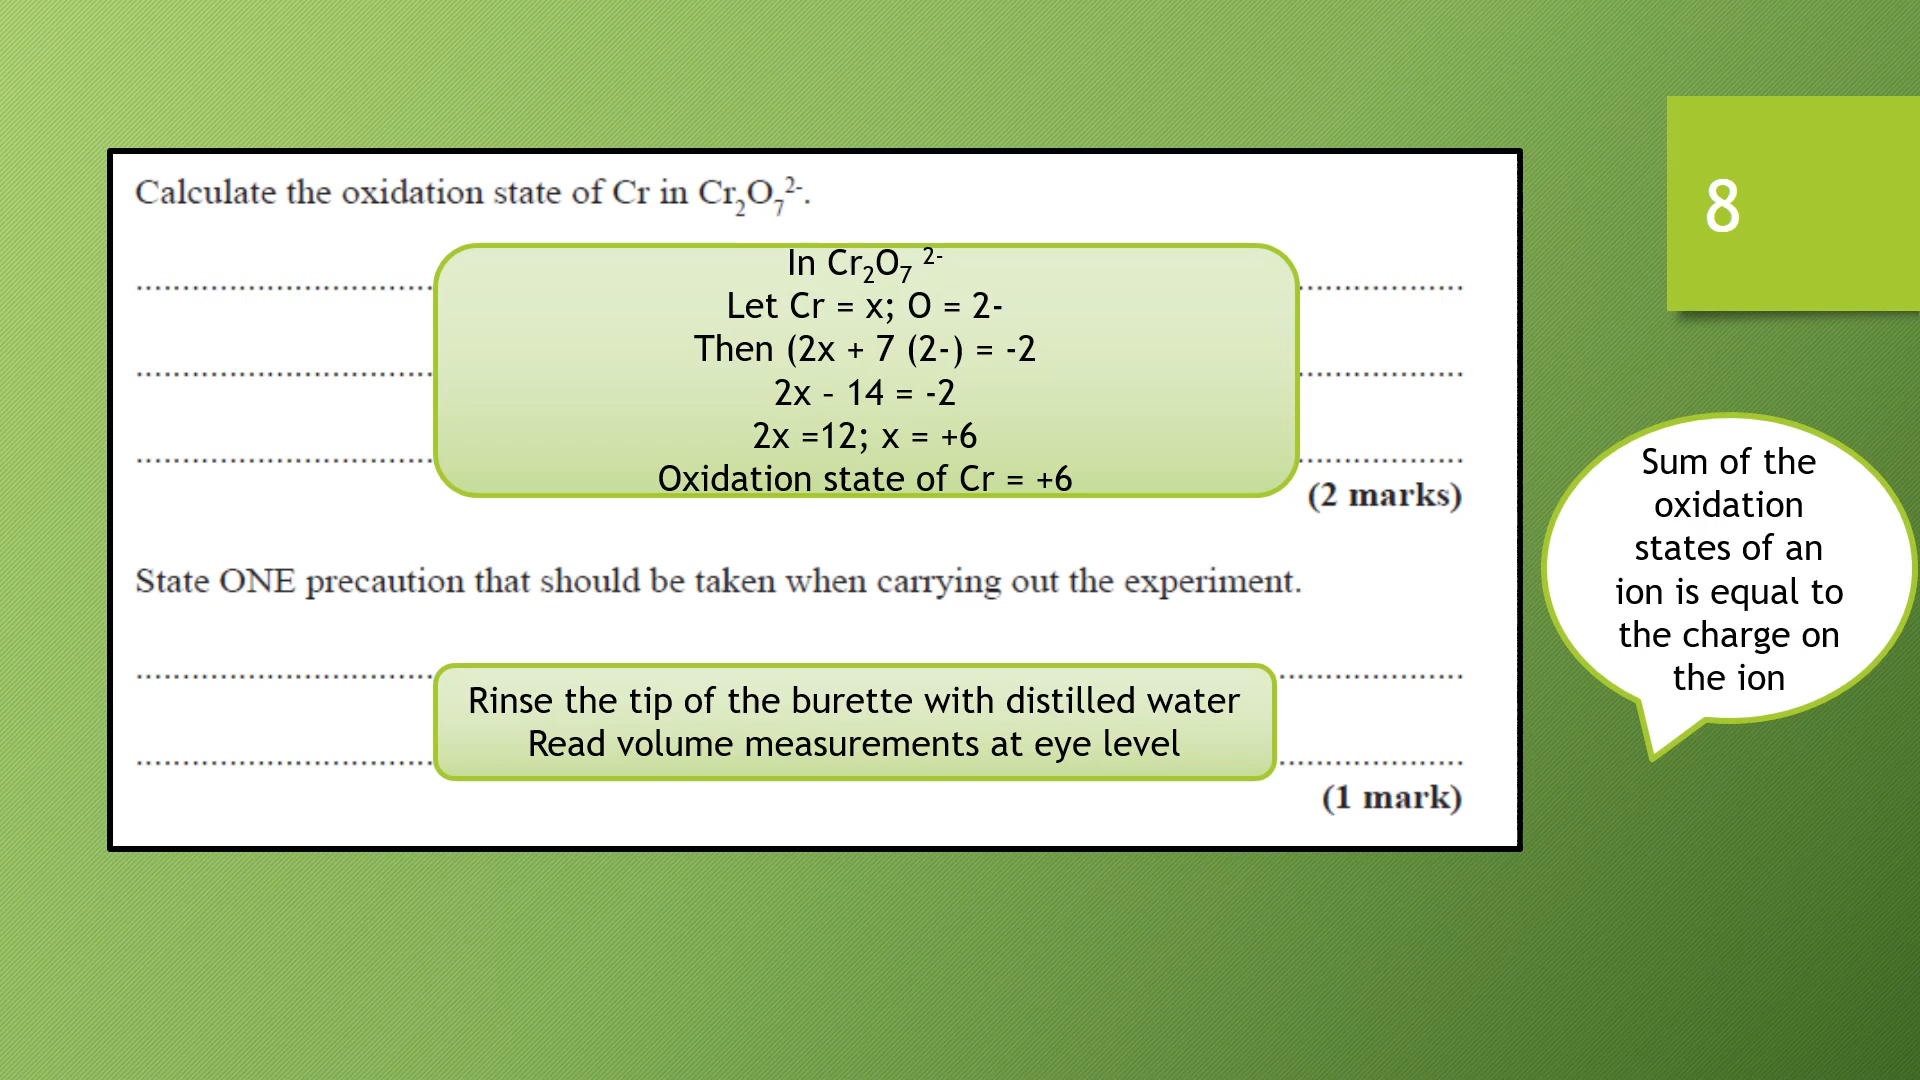 8
Calculate the oxidation state of Cr in Cr₂O₇²⁻.
In Cr₂O₇ ²⁻
Let Cr = x; O = 2-
Then (2x + 7 (2-) = -2
2x – 14 = -2
2x =12; x = +6
Oxidation state of Cr = +6
(2 marks)
State ONE precaution that should be taken when carrying out the experiment.
Rinse the tip of the burette with distilled water
Read volume measurements at eye level
(1 mark)
Sum of the
oxidation
states of an
ion is equal to
the charge on
the ion